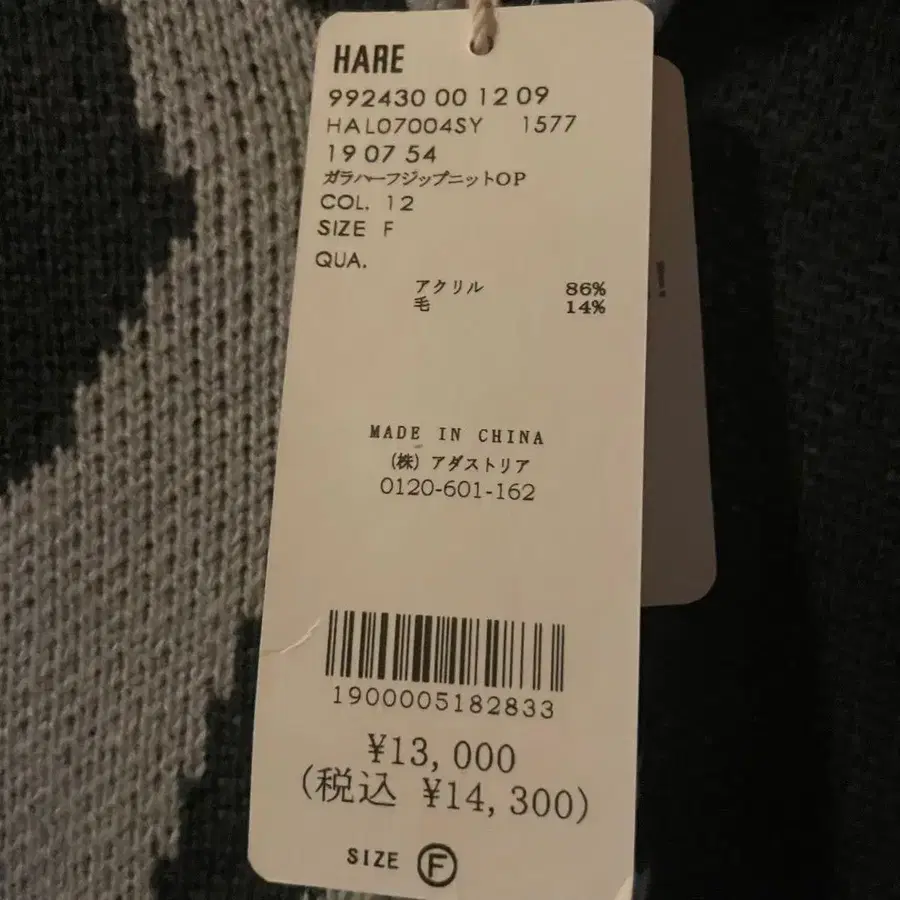 HARE
992430 00 12 09
HAL07004SY 1577
19 07 54
ガラハーフジップニットOP
COL. 12
SIZE F
QUA.
アクリル 86%
毛 14%
MADE IN CHINA
(株) アダストリア
0120-601-162
1900005182833
¥13,000
(税込 ¥14,300)
SIZE F